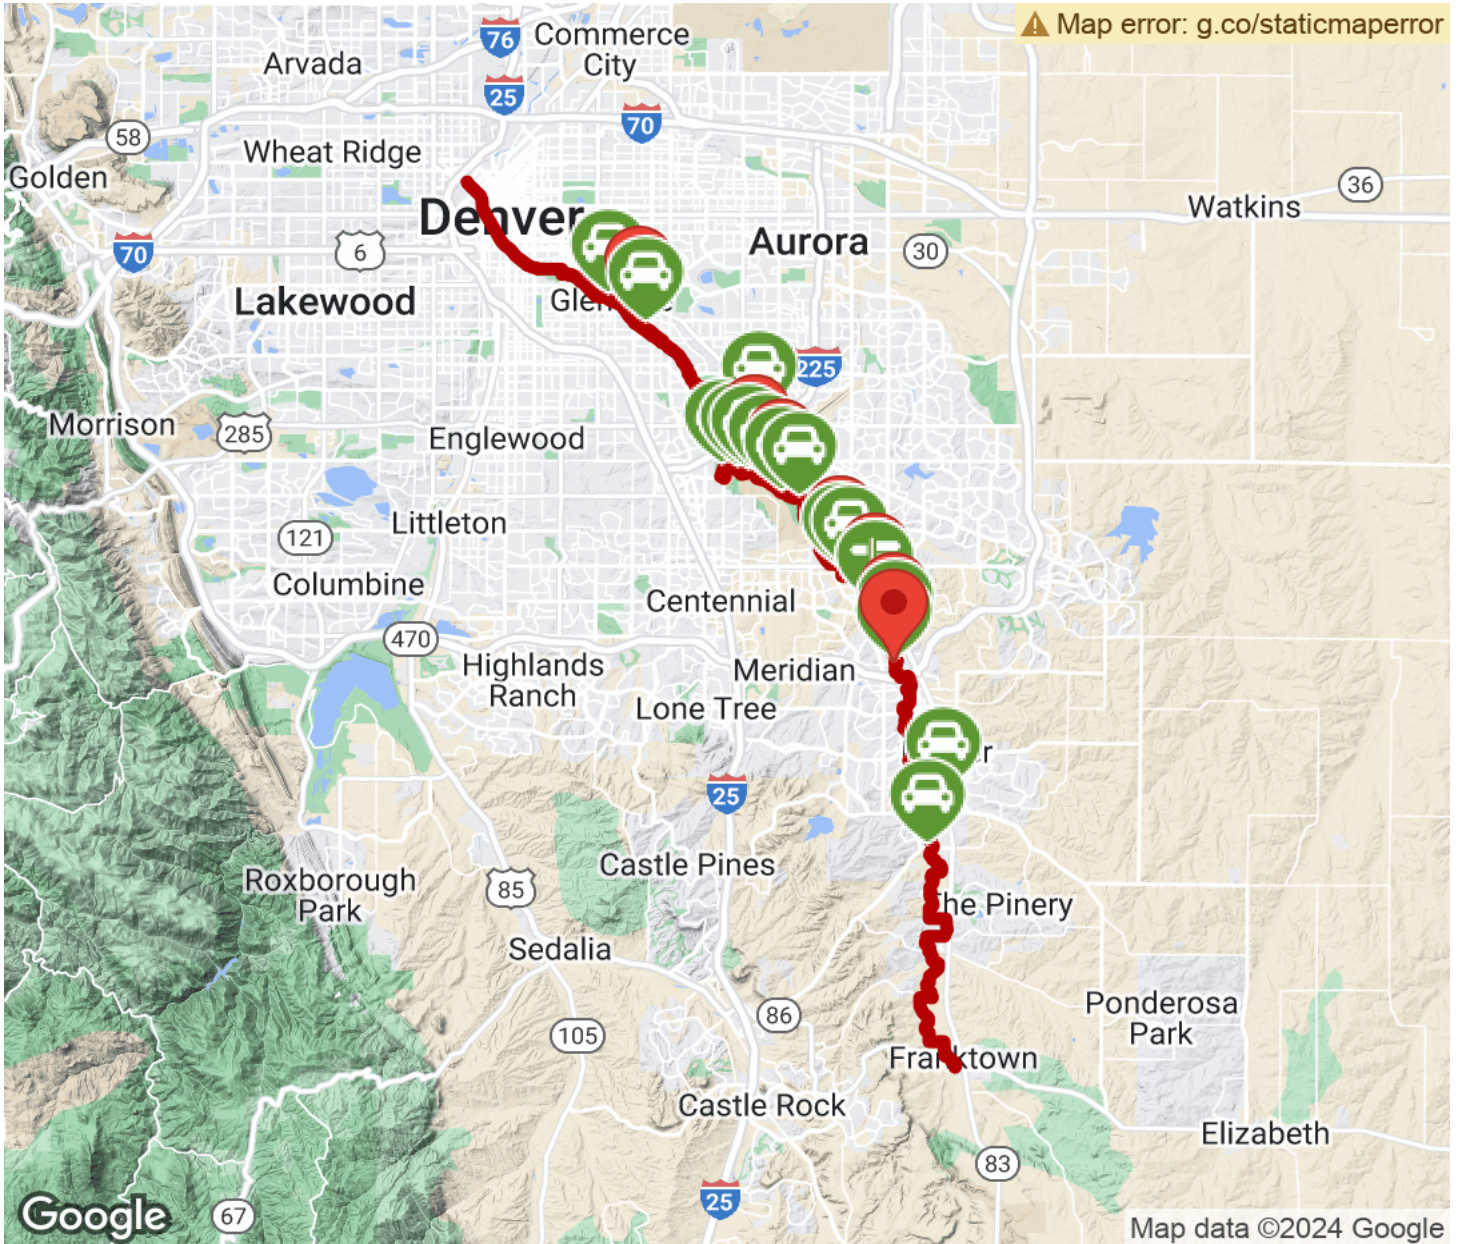 Map error: g.co/staticmaperror
76
Commerce
City
Arvada
25
70
58
Wheat Ridge
Golden
36
Watkins
Denver
Aurora
70
6
30
Lakewood
225
Morrison
285
Englewood
Littleton
121
Columbine
Centennial
470
Highlands
Ranch
Meridian
Lone Tree
r
25
Castle Pines
Roxborough
Park
85
The Pinery
Sedalia
86
Ponderosa
Park
105
Franktown
Castle Rock
Elizabeth
83
25
67
Google
Map data ©2024 Google